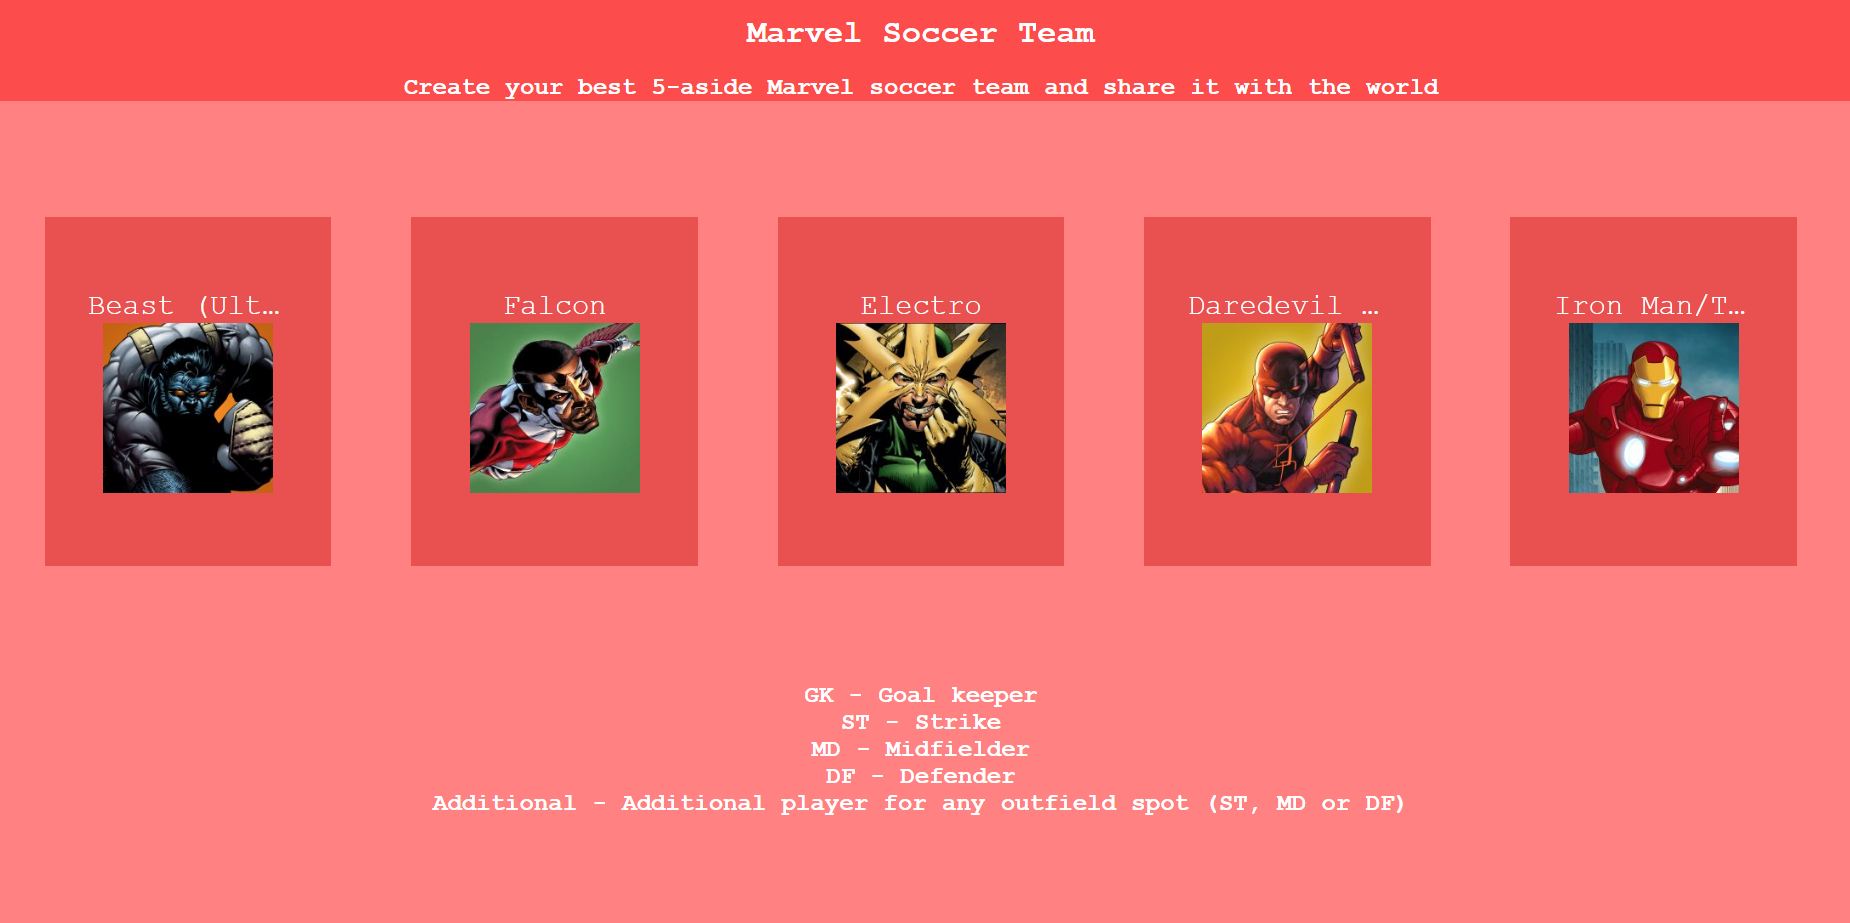 Marvel Soccer Team
Create your best 5-aside Marvel soccer team and share it with the world
Beast (Ult…
Falcon
Electro
Daredevil …
Iron Man/T…
GK - Goal keeper
ST - Strike
MD - Midfielder
DF - Defender
Additional - Additional player for any outfield spot (ST, MD or DF)